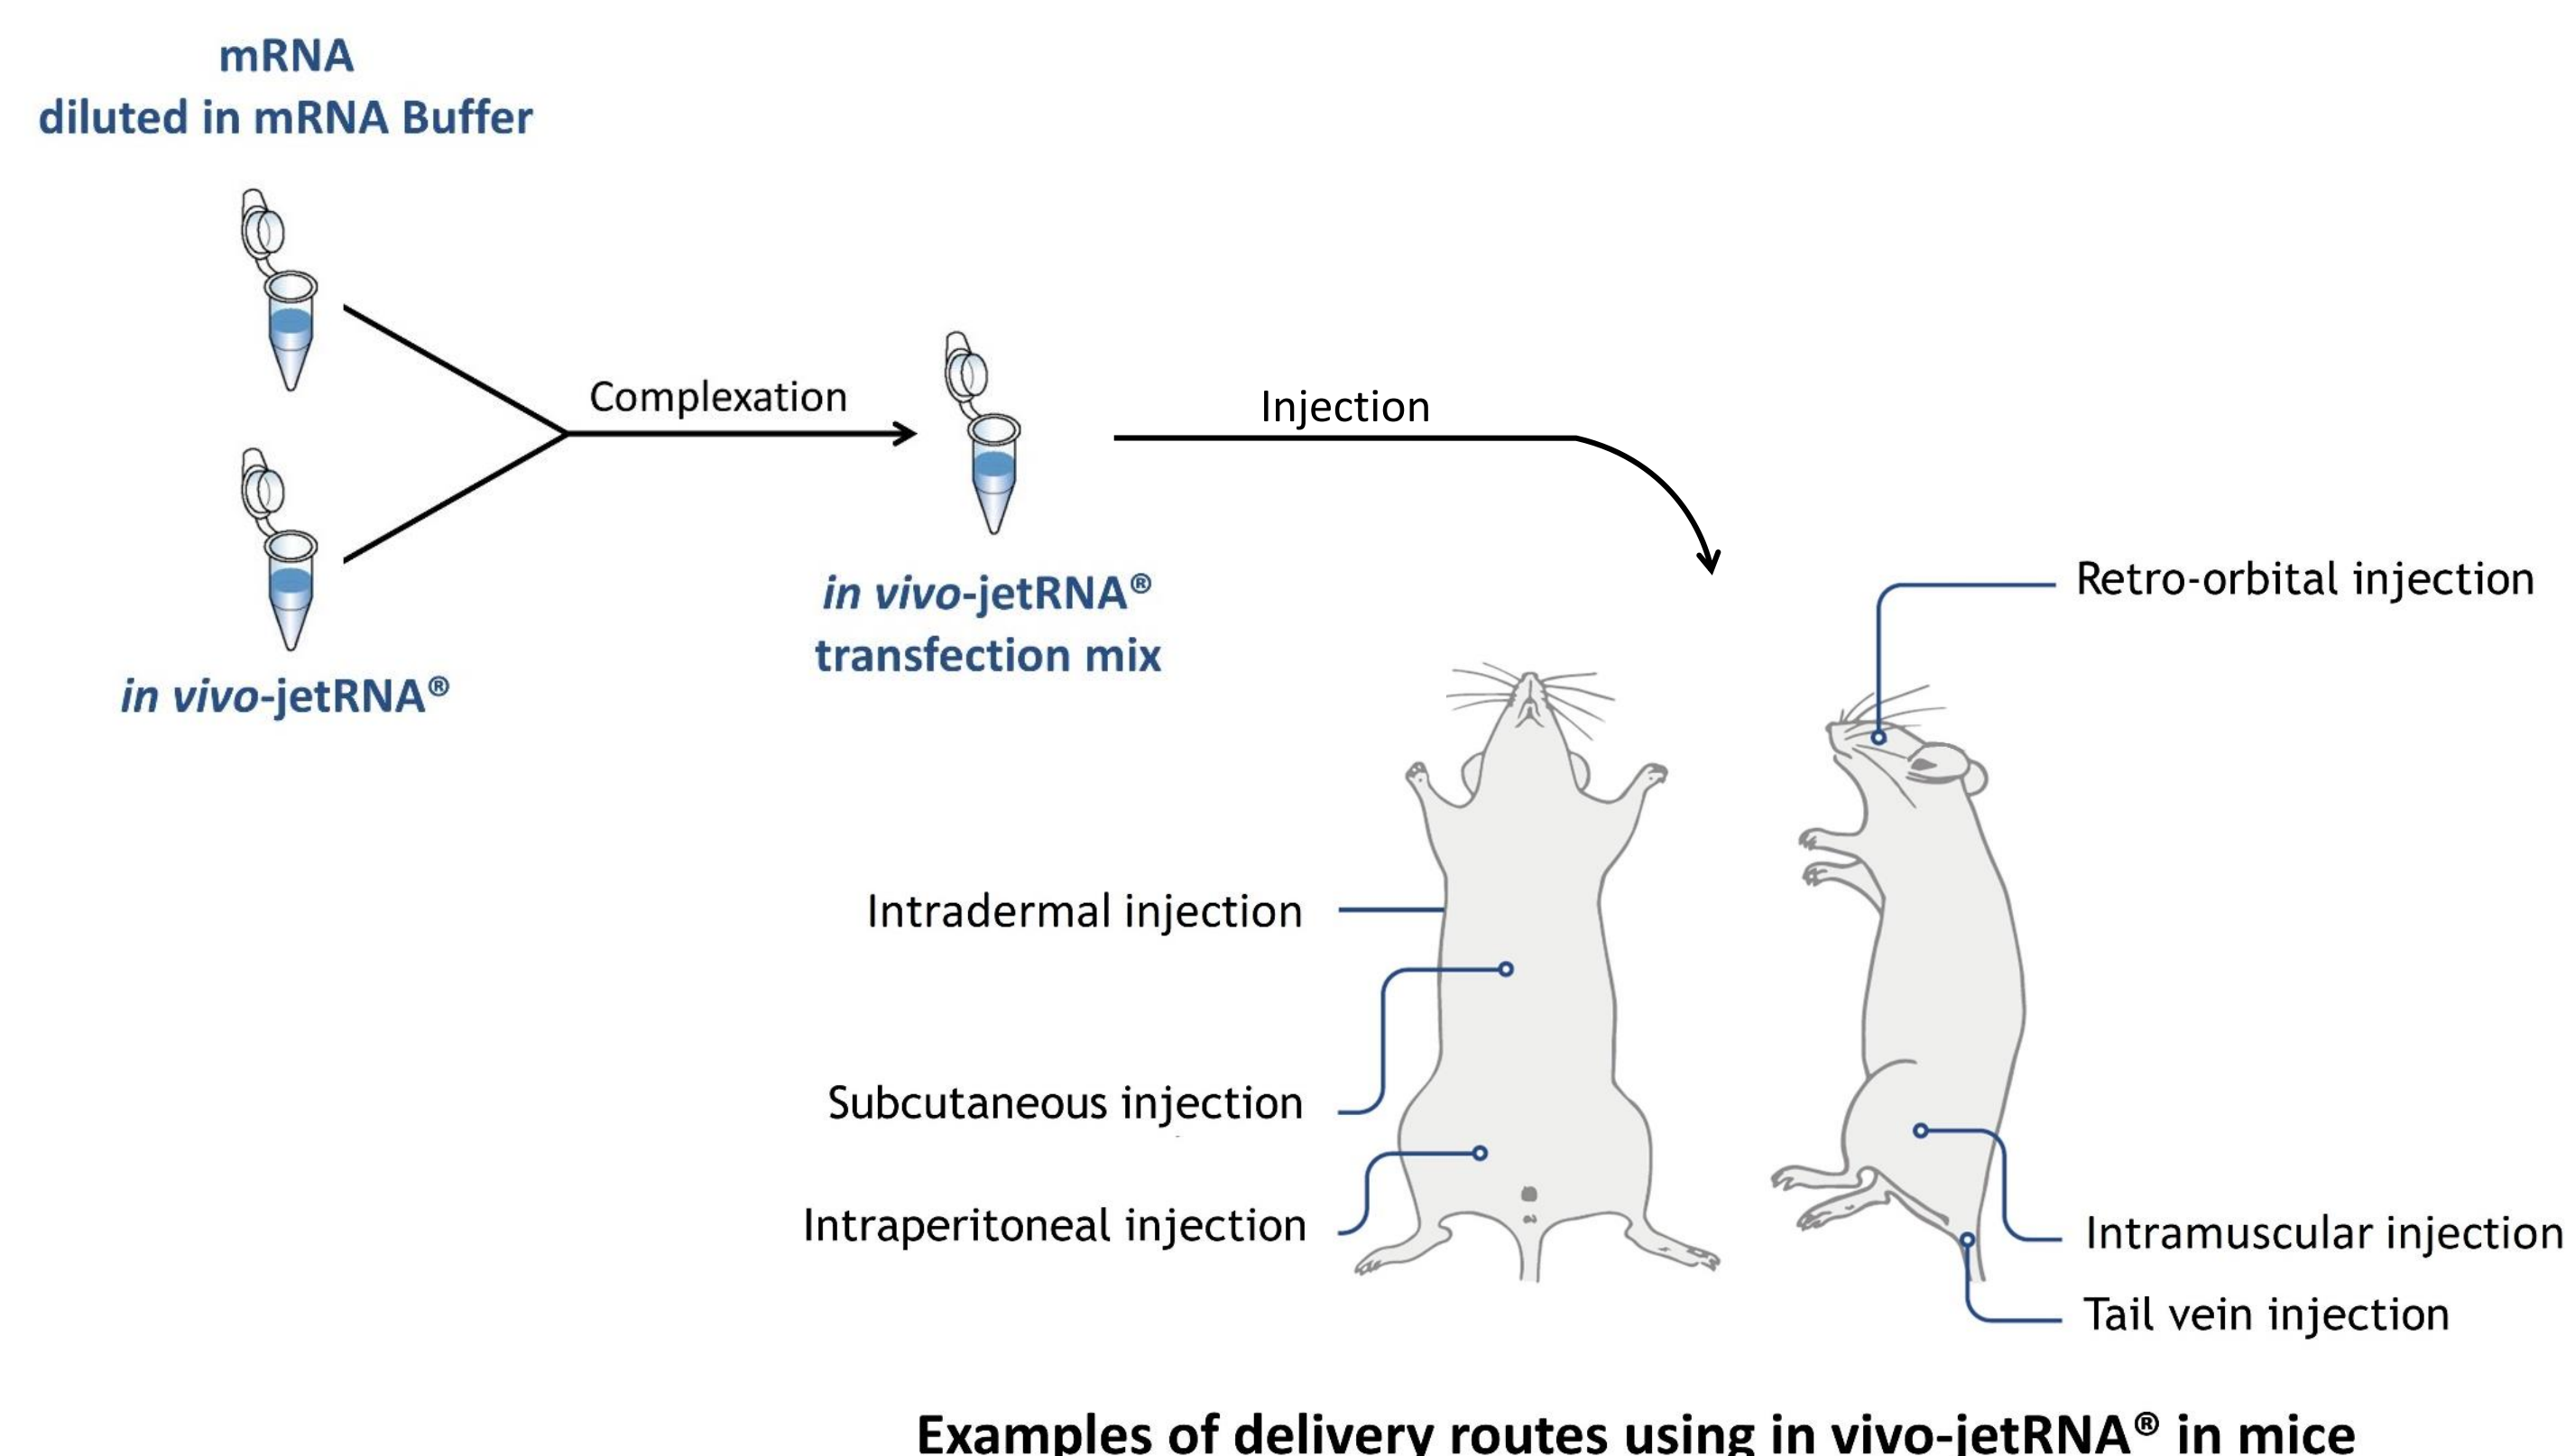 mRNA
diluted in mRNA Buffer
Complexation
Injection
in vivo-jetRNA®
in vivo-jetRNA®
transfection mix
Retro-orbital injection
Intradermal injection
Subcutaneous injection
Intraperitoneal injection
Intramuscular injection
Tail vein injection
Examples of delivery routes using in vivo-jetRNA® in mice